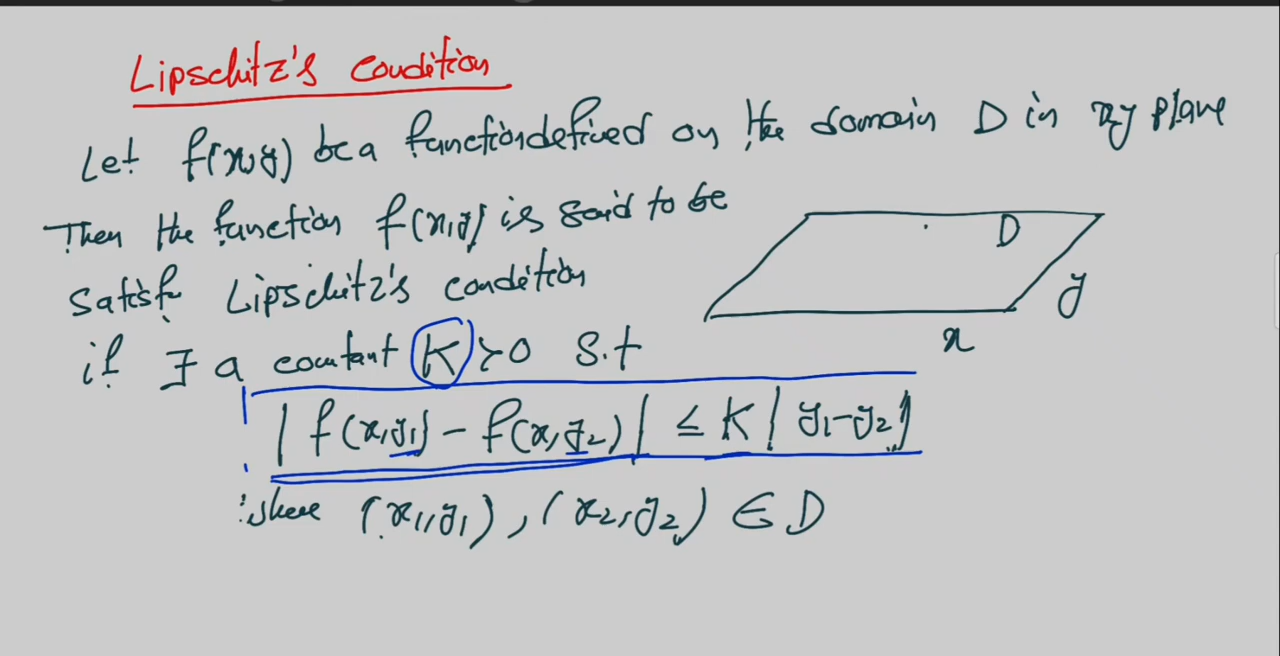 Lipschitz's condition
Let f(x,y) be a function defined on the domain D in xy plane
Then the function f(x,y) is said to be
Satisfy Lipschitz's condition
if ∃ a constant K > 0 s.t
| f(x,y₁) - f(x,y₂) | ≤ K | y₁-y₂ |
where (x₁,y₁), (x₂,y₂) ∈ D
D
y
x